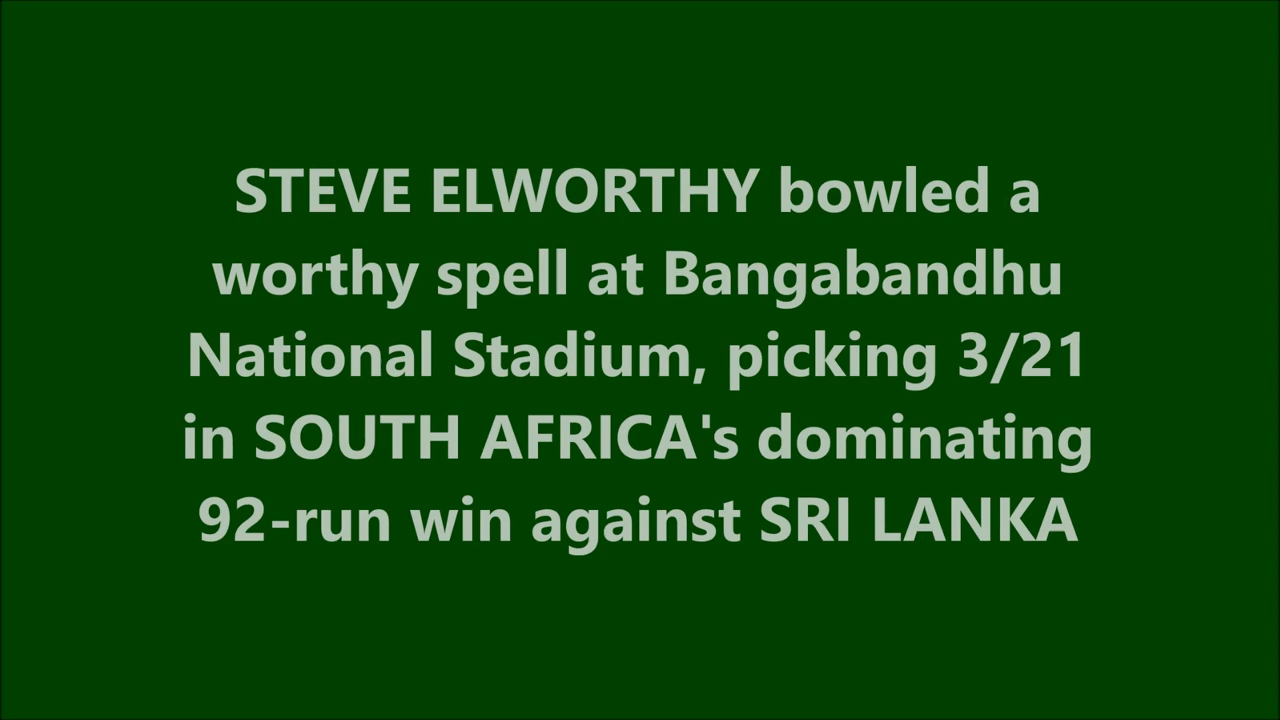 STEVE ELWORTHY bowled a
worthy spell at Bangabandhu
National Stadium, picking 3/21
in SOUTH AFRICA's dominating
92-run win against SRI LANKA